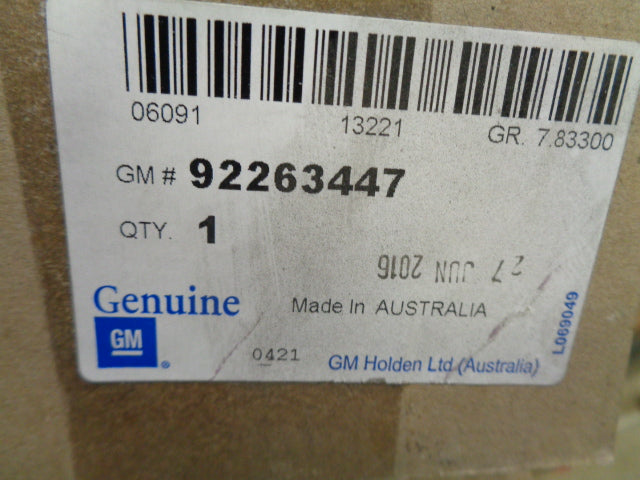 06091 13221 GR. 7.83300
GM # 92263447
QTY. 1
27 JUN 2016
Genuine Made In AUSTRALIA
GM
®
0421 GM Holden Ltd (Australia)
L069049